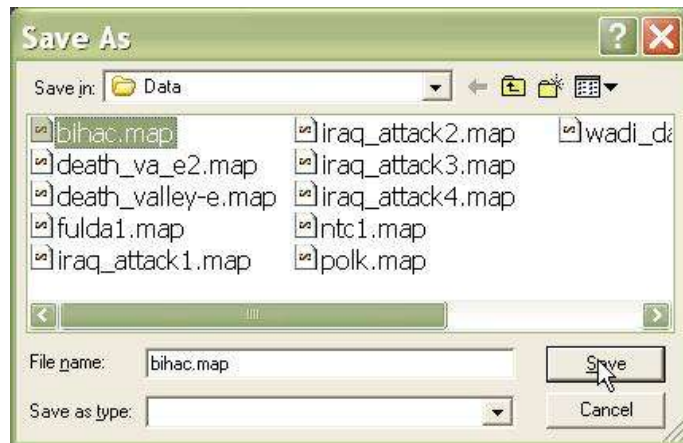 Save As
Save in: Data
bihac.map
death_va_e2.map
death_valley-e.map
fulda1.map
iraq_attack1.map
iraq_attack2.map
iraq_attack3.map
iraq_attack4.map
ntc1.map
polk.map
File name: bihac.map
Save
Save as type:
Cancel